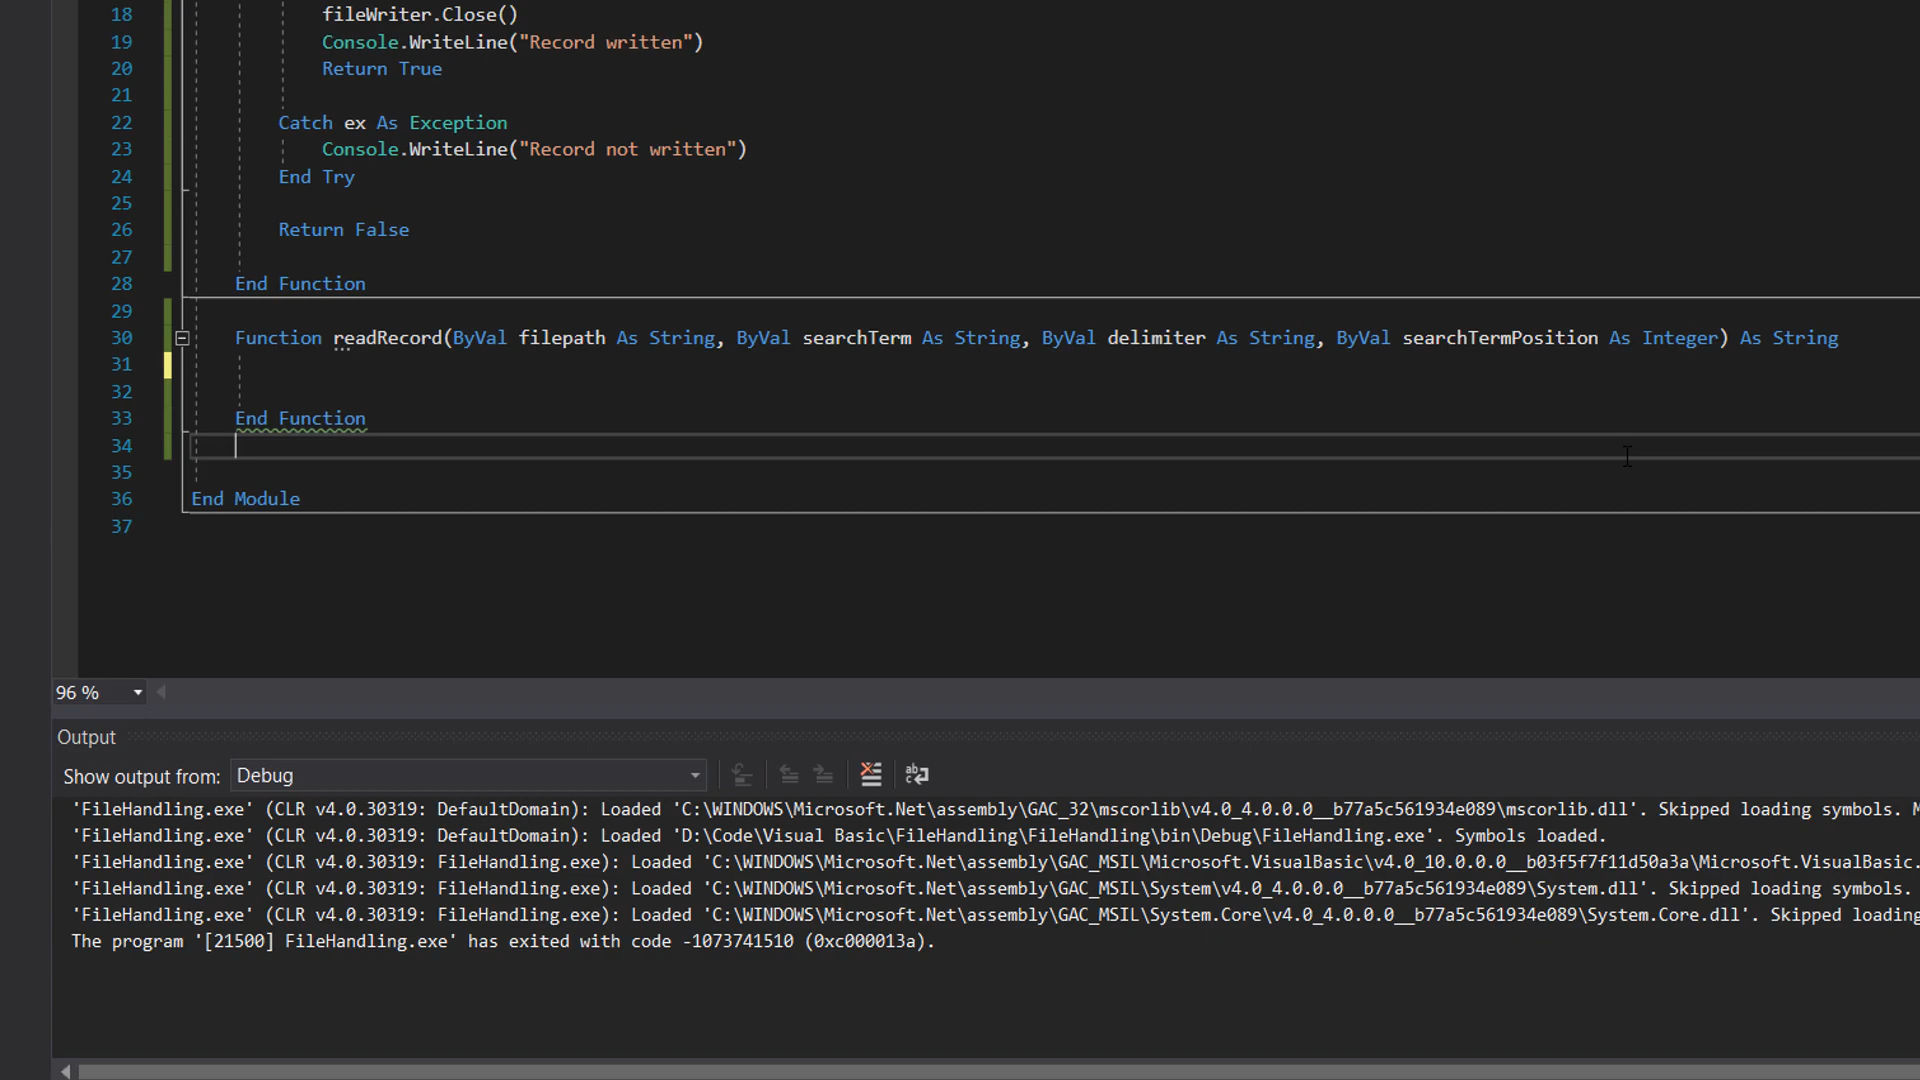 18 fileWriter.Close()
19 Console.WriteLine("Record written")
20 Return True
21
22 Catch ex As Exception
23 Console.WriteLine("Record not written")
24 End Try
25
26 Return False
27
28 End Function
29
30 Function readRecord(ByVal filepath As String, ByVal searchTerm As String, ByVal delimiter As String, ByVal searchTermPosition As Integer) As String
31
32
33 End Function
34
35
36 End Module
37
96 %
Output
Show output from: Debug
'FileHandling.exe' (CLR v4.0.30319: DefaultDomain): Loaded 'C:\WINDOWS\Microsoft.Net\assembly\GAC_32\mscorlib\v4.0_4.0.0.0__b77a5c561934e089\mscorlib.dll'. Skipped loading symbols. M
'FileHandling.exe' (CLR v4.0.30319: DefaultDomain): Loaded 'D:\Code\Visual Basic\FileHandling\FileHandling\bin\Debug\FileHandling.exe'. Symbols loaded.
'FileHandling.exe' (CLR v4.0.30319: FileHandling.exe): Loaded 'C:\WINDOWS\Microsoft.Net\assembly\GAC_MSIL\Microsoft.VisualBasic\v4.0_10.0.0.0__b03f5f7f11d50a3a\Microsoft.VisualBasic.
'FileHandling.exe' (CLR v4.0.30319: FileHandling.exe): Loaded 'C:\WINDOWS\Microsoft.Net\assembly\GAC_MSIL\System\v4.0_4.0.0.0__b77a5c561934e089\System.dll'. Skipped loading symbols.
'FileHandling.exe' (CLR v4.0.30319: FileHandling.exe): Loaded 'C:\WINDOWS\Microsoft.Net\assembly\GAC_MSIL\System.Core\v4.0_4.0.0.0__b77a5c561934e089\System.Core.dll'. Skipped loading
The program '[21500] FileHandling.exe' has exited with code -1073741510 (0xc000013a).